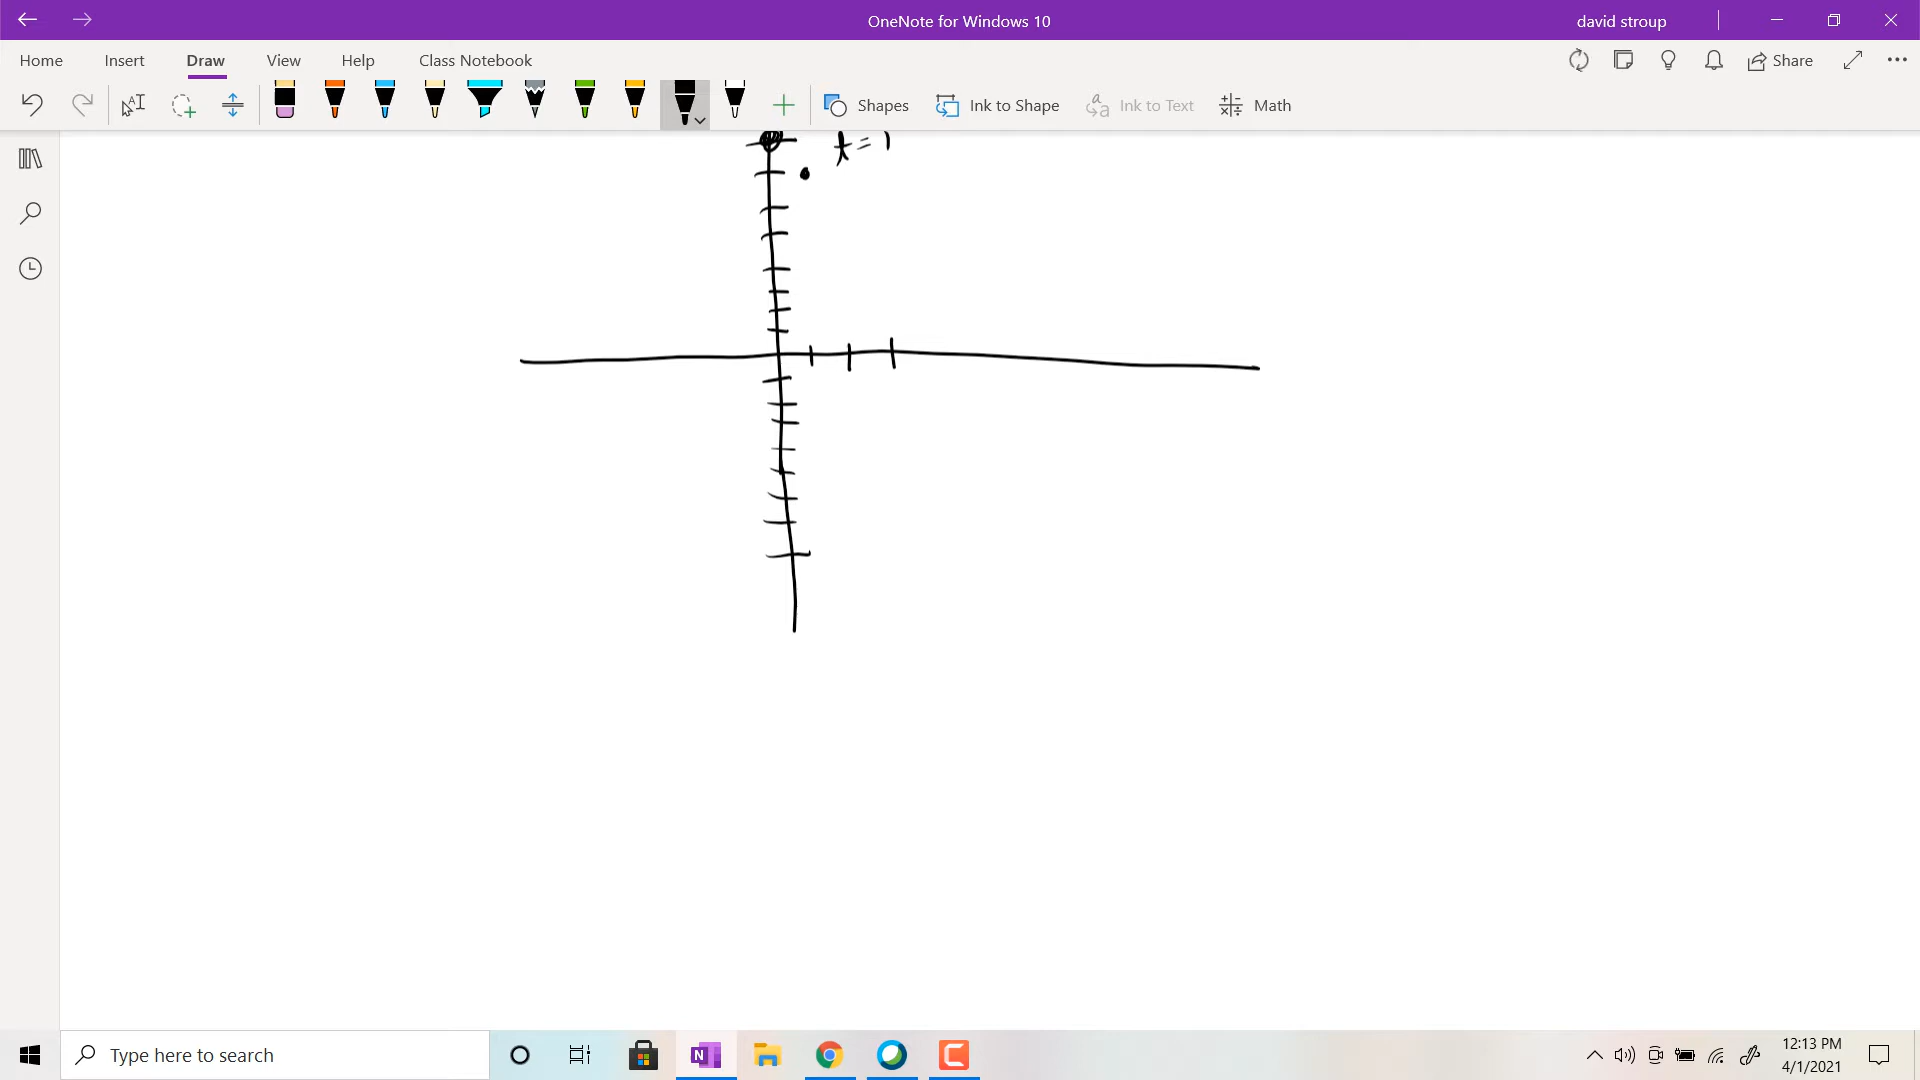 OneNote for Windows 10
david stroup
Home Insert Draw View Help Class Notebook
Share
Shapes Ink to Shape Ink to Text Math
t = 1
Type here to search
12:13 PM
4/1/2021